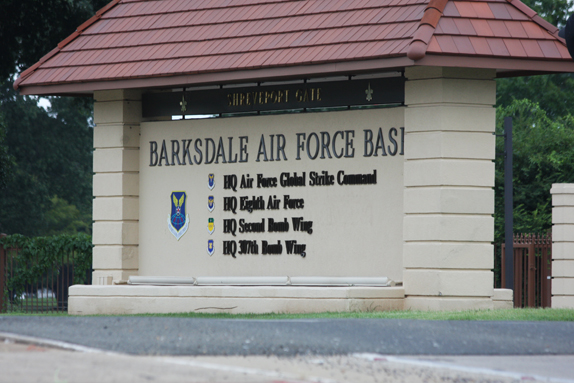 SHREVEPORT GATE
BARKSDALE AIR FORCE BASE
HQ Air Force Global Strike Command
HQ Eighth Air Force
HQ Second Bomb Wing
HQ 307th Bomb Wing